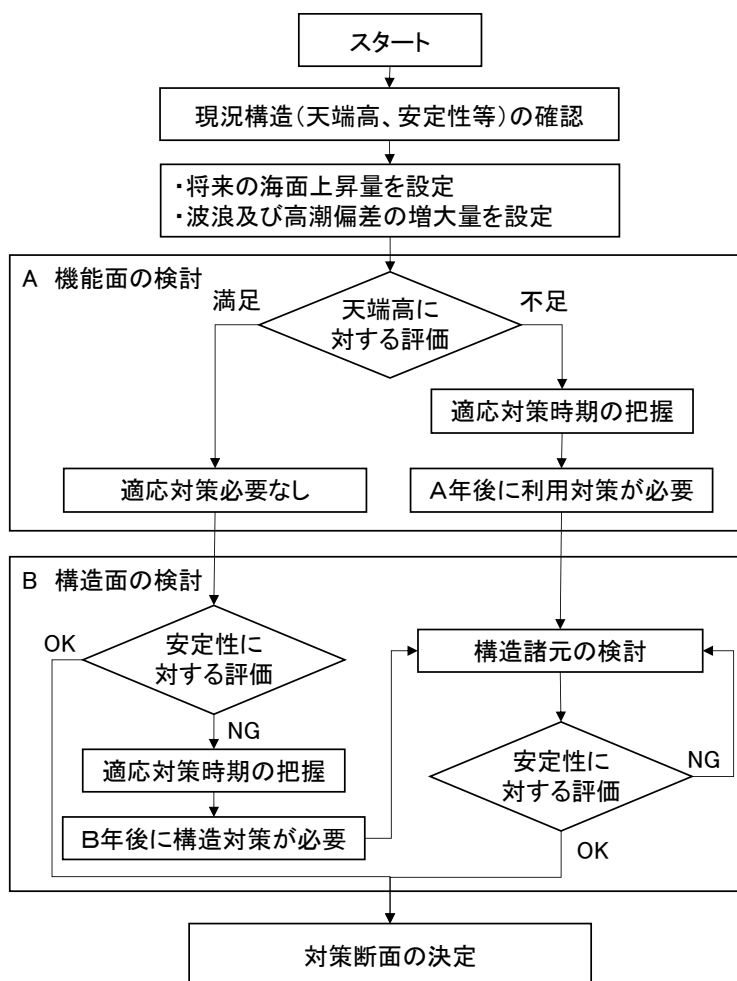 スタート
現況構造（天端高、安定性等）の確認
・将来の海面上昇量を設定
・波浪及び高潮偏差の増大量を設定
A 機能面の検討
満足
天端高に
対する評価
不足
適応対策時期の把握
適応対策必要なし
A年後に利用対策が必要
B 構造面の検討
OK
安定性に
対する評価
NG
適応対策時期の把握
B年後に構造対策が必要
構造諸元の検討
安定性に
対する評価
NG
OK
対策断面の決定